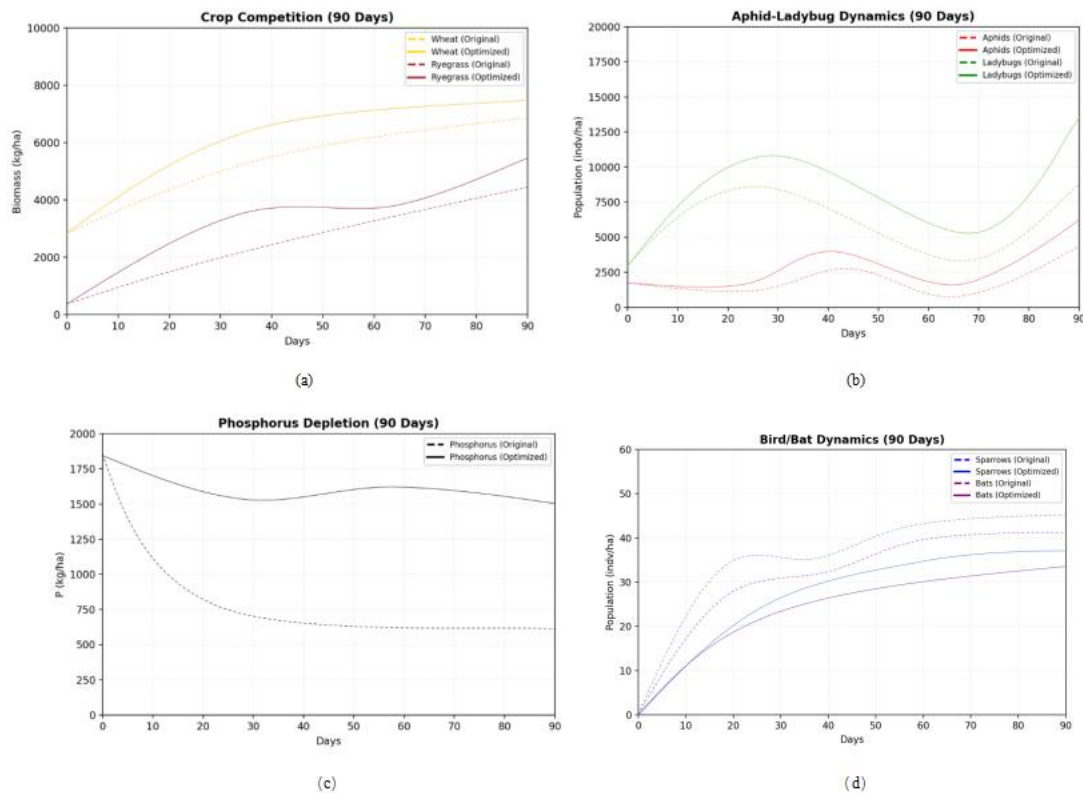 Crop Competition (90 Days)
10000
8000
6000
4000
2000
0
Biomass (kg/ha)
Wheat (Original)
Wheat (Optimized)
Ryegrass (Original)
Ryegrass (Optimized)
0 10 20 30 40 50 60 70 80 90
Days
(a)
Aphid-Ladybug Dynamics (90 Days)
20000
17500
15000
12500
10000
7500
5000
2500
0
Population (indv/ha)
Aphids (Original)
Aphids (Optimized)
Ladybugs (Original)
Ladybugs (Optimized)
0 10 20 30 40 50 60 70 80 90
Days
(b)
Phosphorus Depletion (90 Days)
2000
1750
1500
1250
1000
750
500
250
0
P (kg/ha)
Phosphorus (Original)
Phosphorus (Optimized)
0 10 20 30 40 50 60 70 80 90
Days
(c)
Bird/Bat Dynamics (90 Days)
60
50
40
30
20
10
0
Population (indv/ha)
Sparrows (Original)
Sparrows (Optimized)
Bats (Original)
Bats (Optimized)
0 10 20 30 40 50 60 70 80 90
Days
(d)